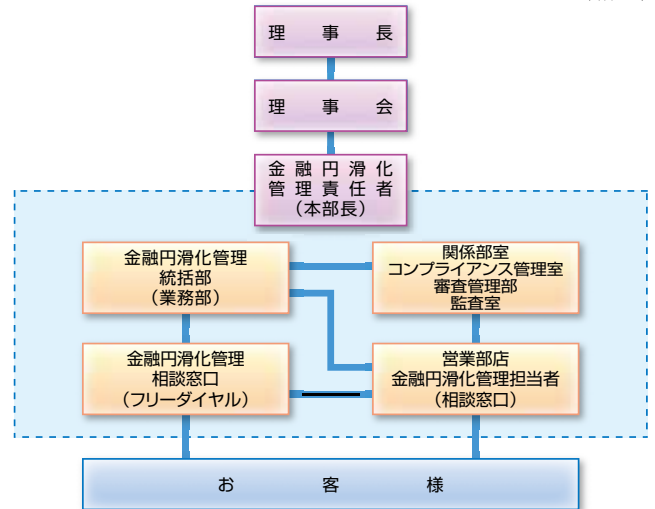 理事長
理事会
金融円滑化
管理責任者
(本部長)
金融円滑化管理
統括部
(業務部)
関係部室
コンプライアンス管理室
審査管理部
監査室
金融円滑化管理
相談窓口
(フリーダイヤル)
営業部店
金融円滑化管理担当者
(相談窓口)
お客様